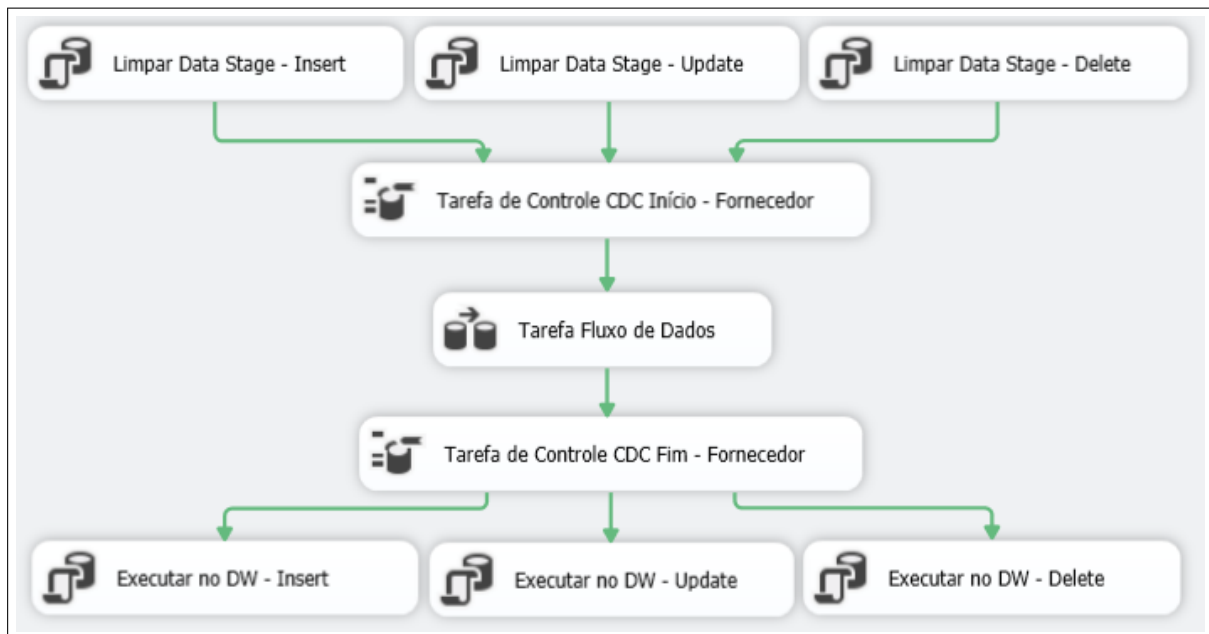 Limpar Data Stage - Insert
Limpar Data Stage - Update
Limpar Data Stage - Delete
Tarefa de Controle CDC Início - Fornecedor
Tarefa Fluxo de Dados
Tarefa de Controle CDC Fim - Fornecedor
Executar no DW - Insert
Executar no DW - Update
Executar no DW - Delete